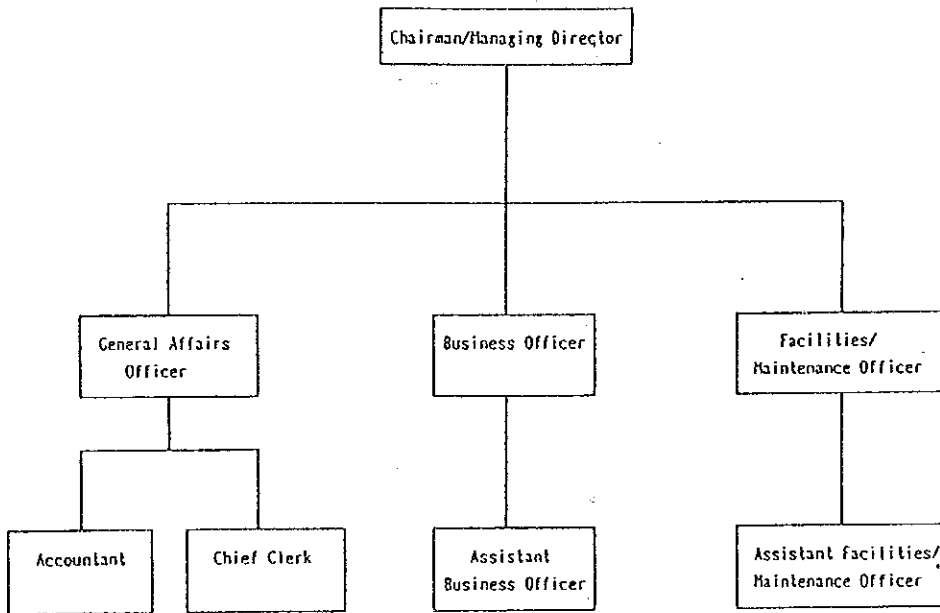 Chairman/Managing Director
General Affairs
Officer
Business Officer
Facilities/
Maintenance Officer
Accountant
Chief Clerk
Assistant
Business Officer
Assistant Facilities/
Maintenance Officer